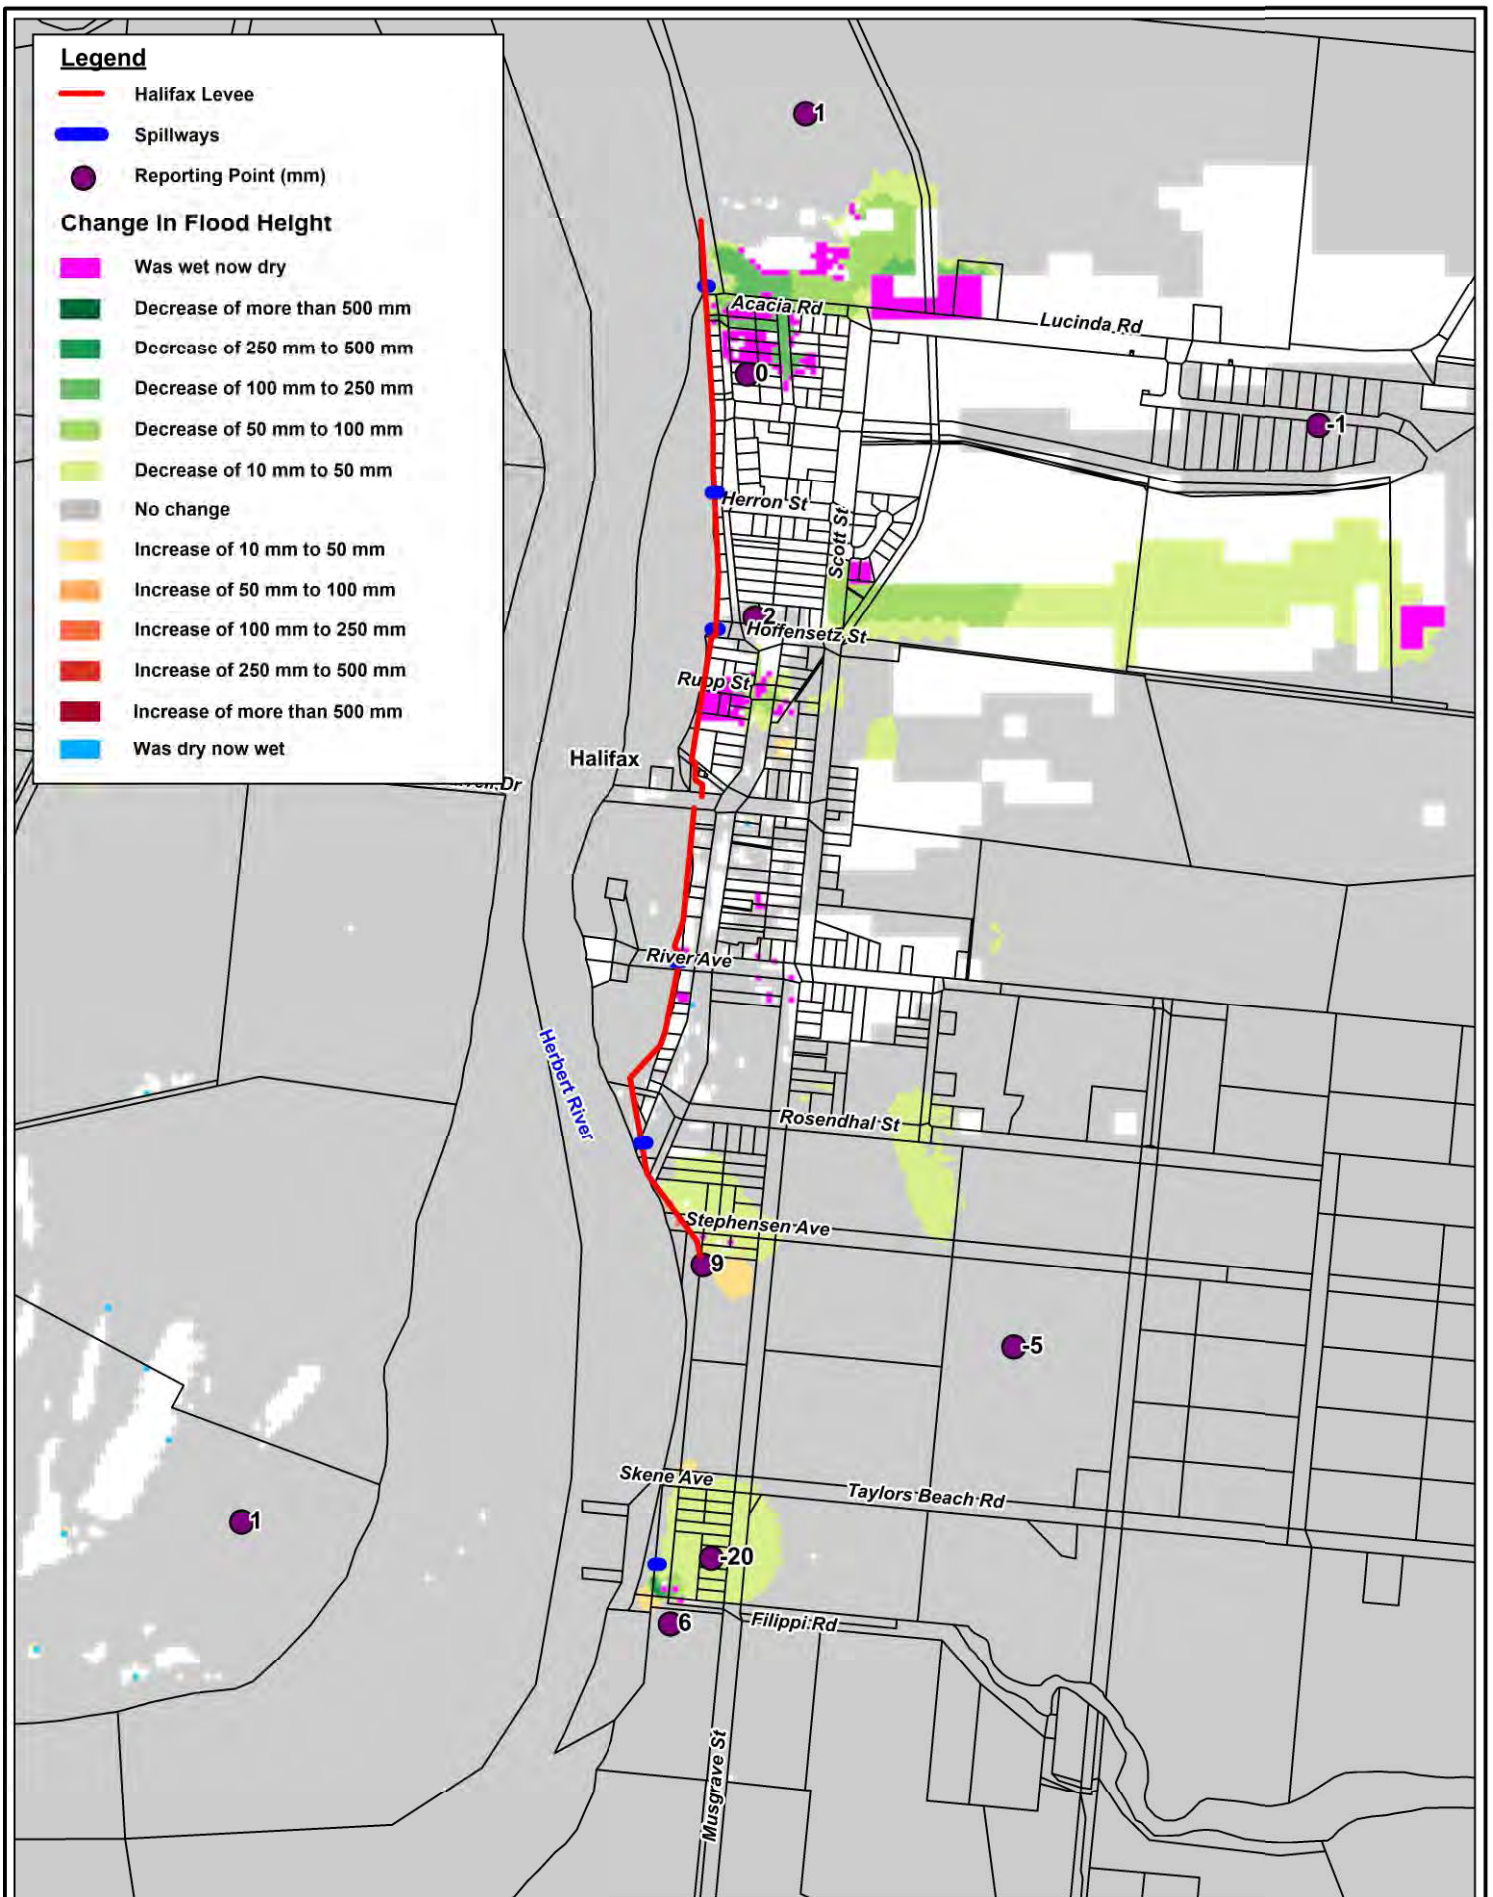 Legend
Halifax Levee
Spillways
Reporting Point (mm)
Change In Flood Height
Was wet now dry
Decrease of more than 500 mm
Decrease of 250 mm to 500 mm
Decrease of 100 mm to 250 mm
Decrease of 50 mm to 100 mm
Decrease of 10 mm to 50 mm
No change
Increase of 10 mm to 50 mm
Increase of 50 mm to 100 mm
Increase of 100 mm to 250 mm
Increase of 250 mm to 500 mm
Increase of more than 500 mm
Was dry now wet
1
Acacia Rd
Lucinda Rd
0
-1
Herron St
Scott St
2
Hoffensetz St
Rupp St
Halifax
Dr
River Ave
Herbert River
Rosendhal St
Stephensen Ave
9
-5
Skene Ave
Taylors Beach Rd
1
-20
6
Filippi Rd
Musgrave St